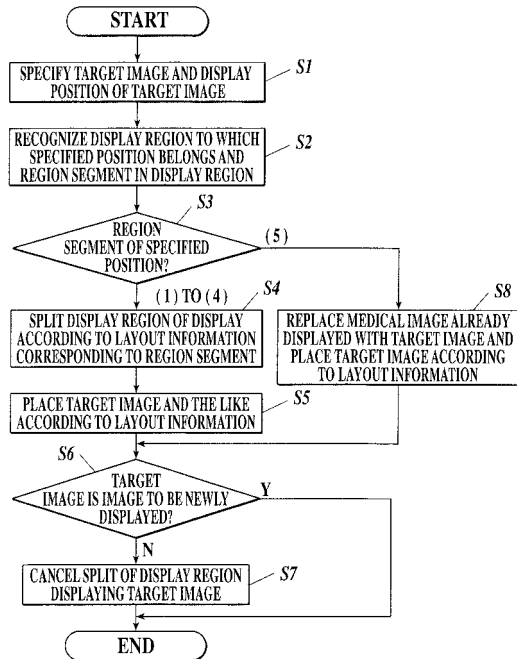 START
S1
SPECIFY TARGET IMAGE AND DISPLAY
POSITION OF TARGET IMAGE
S2
RECOGNIZE DISPLAY REGION TO WHICH
SPECIFIED POSITION BELONGS AND
REGION SEGMENT IN DISPLAY REGION
S3
REGION
SEGMENT OF SPECIFIED
POSITION?
(5)
(1) TO (4)
S4
SPLIT DISPLAY REGION OF DISPLAY
ACCORDING TO LAYOUT INFORMATION
CORRESPONDING TO REGION SEGMENT
S8
REPLACE MEDICAL IMAGE ALREADY
DISPLAYED WITH TARGET IMAGE AND
PLACE TARGET IMAGE ACCORDING
TO LAYOUT INFORMATION
S5
PLACE TARGET IMAGE AND THE LIKE
ACCORDING TO LAYOUT INFORMATION
S6
TARGET
IMAGE IS IMAGE TO BE NEWLY
DISPLAYED?
Y
N
S7
CANCEL SPLIT OF DISPLAY REGION
DISPLAYING TARGET IMAGE
END